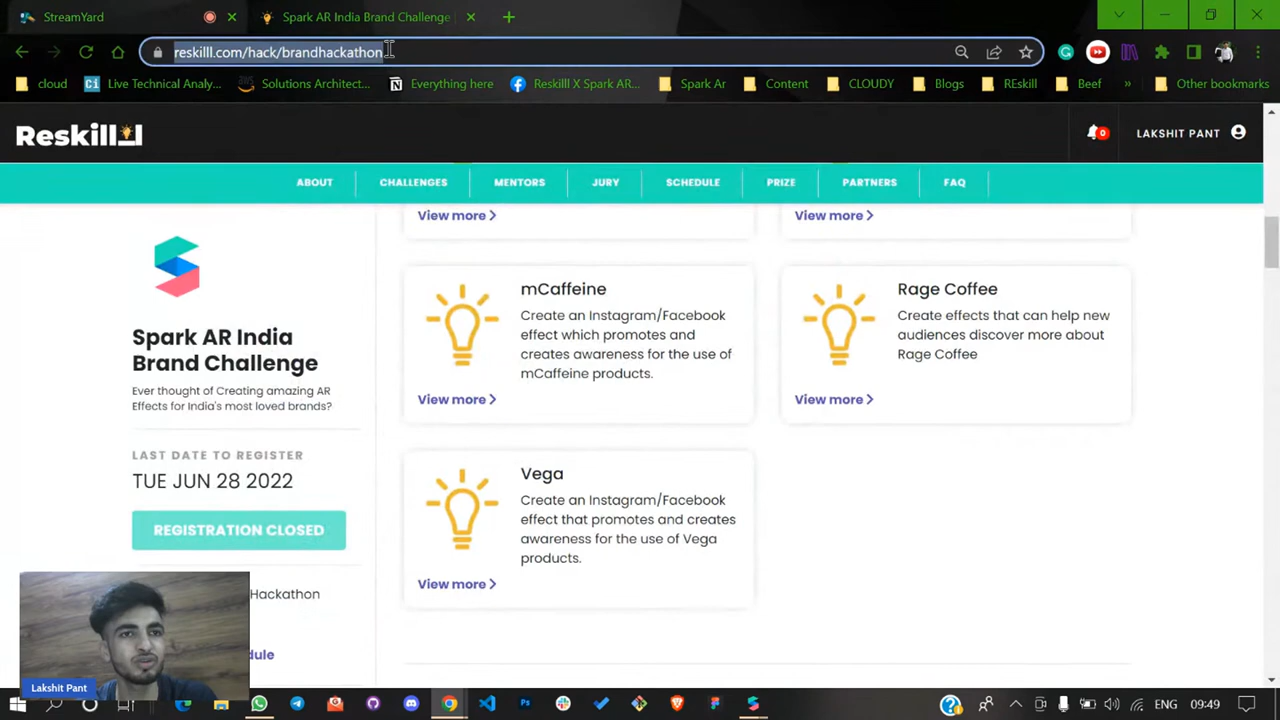 StreamYard
Spark AR India Brand Challenge
reskilll.com/hack/brandhackathon
cloud
Live Technical Analy...
Solutions Architect...
Everything here
Reskilll X Spark AR...
Spark Ar
Content
CLOUDY
Blogs
REskill
Beef
»
Other bookmarks
Reskilll
0
LAKSHIT PANT
ABOUT
CHALLENGES
MENTORS
JURY
SCHEDULE
PRIZE
PARTNERS
FAQ
Spark AR India
Brand Challenge
Ever thought of Creating amazing AR
Effects for India's most loved brands?
LAST DATE TO REGISTER
TUE JUN 28 2022
REGISTRATION CLOSED
Hackathon
dule
View more >
View more >
mCaffeine
Create an Instagram/Facebook
effect which promotes and
creates awareness for the use of
mCaffeine products.
View more >
Rage Coffee
Create effects that can help new
audiences discover more about
Rage Coffee
View more >
Vega
Create an Instagram/Facebook
effect that promotes and creates
awareness for the use of Vega
products.
View more >
Lakshit Pant
ENG
09:49